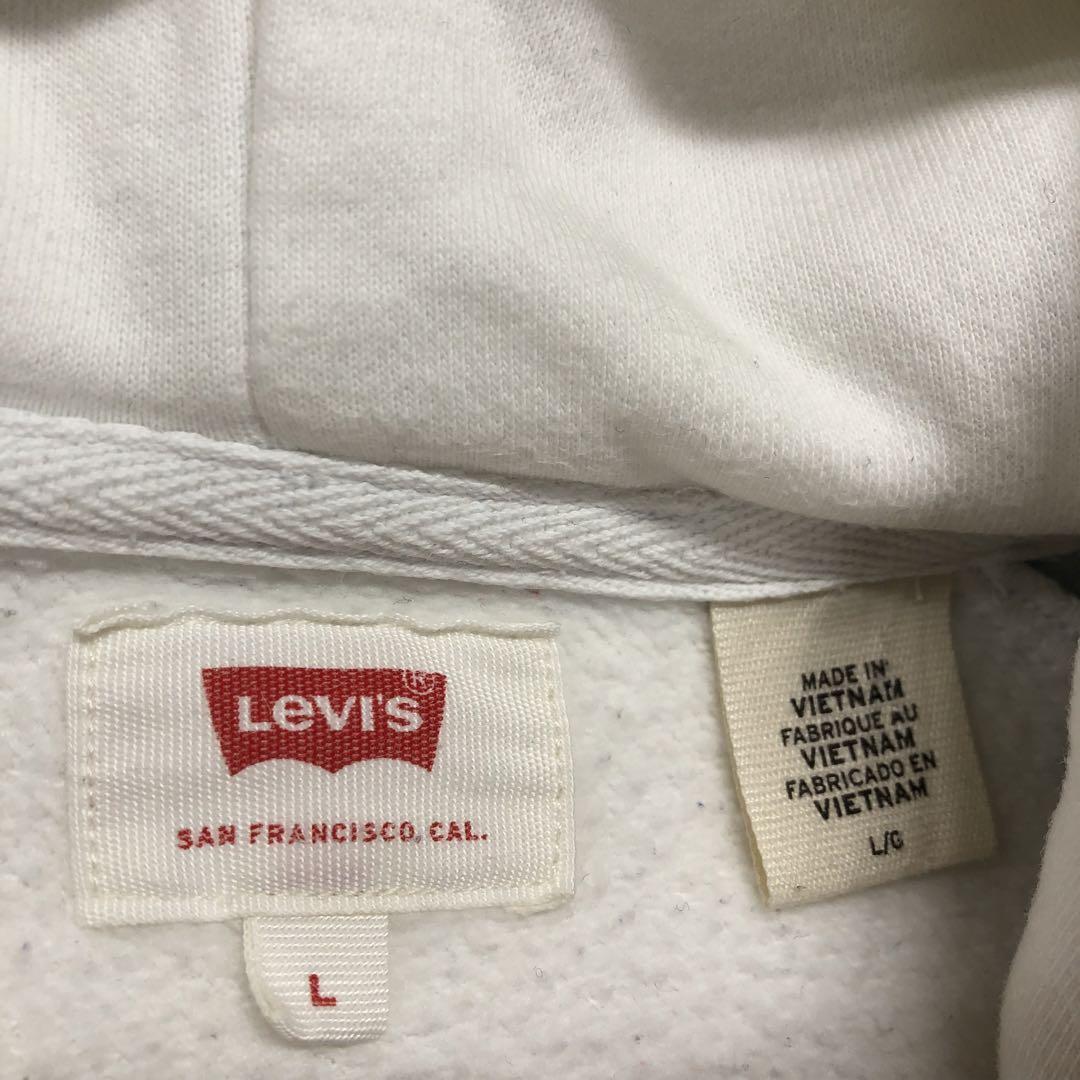 Levi's®
SAN FRANCISCO, CAL.
L
MADE IN
VIETNAM
FABRIQUE AU
VIETNAM
FABRICADO EN
VIETNAM
L/G